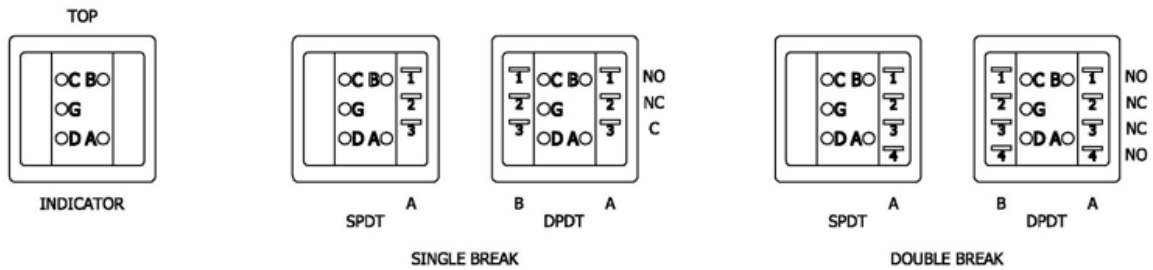 TOP
C B
G
D A
INDICATOR
C B 1
G 2
D A 3
A
SPDT
1 C B 1 NO
2 G 2 NC
3 D A 3 C
B A
DPDT
SINGLE BREAK
C B 1
G 2
D A 3
4
A
SPDT
1 C B 1 NO
2 G 2 NC
3 D A 3 NC
4 4 NO
B A
DPDT
DOUBLE BREAK